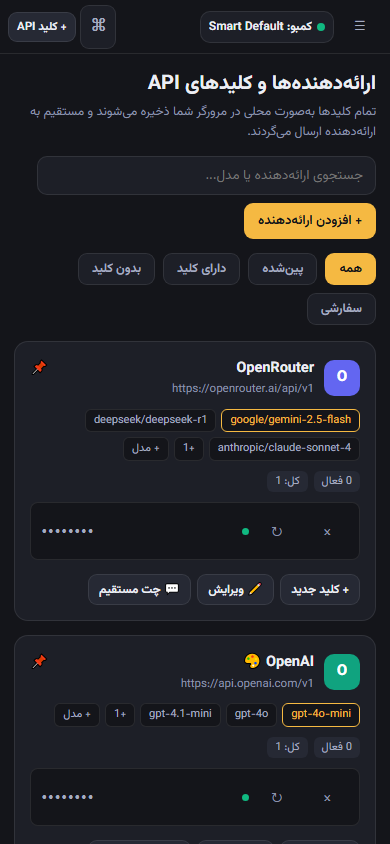 ☰ کمبو: Smart Default ⌘ + کلید API
ارائه‌دهنده‌ها و کلیدهای API
تمام کلیدها به‌صورت محلی در مرورگر شما ذخیره می‌شوند و مستقیم به
ارائه‌دهنده ارسال می‌گردند.
جستجوی ارائه‌دهنده یا مدل...
+ افزودن ارائه‌دهنده
همه پین‌شده دارای کلید بدون کلید
سفارشی
O OpenRouter 📌
https://openrouter.ai/api/v1
google/gemini-2.5-flash deepseek/deepseek-r1
anthropic/claude-sonnet-4 +1 + مدل
0 فعال کل: 1
× ↻ ••••••••
+ کلید جدید ✏️ ویرایش 💬 چت مستقیم
O OpenAI 🎨 📌
https://api.openai.com/v1
gpt-4o-mini gpt-4o gpt-4.1-mini +1 + مدل
0 فعال کل: 1
× ↻ ••••••••